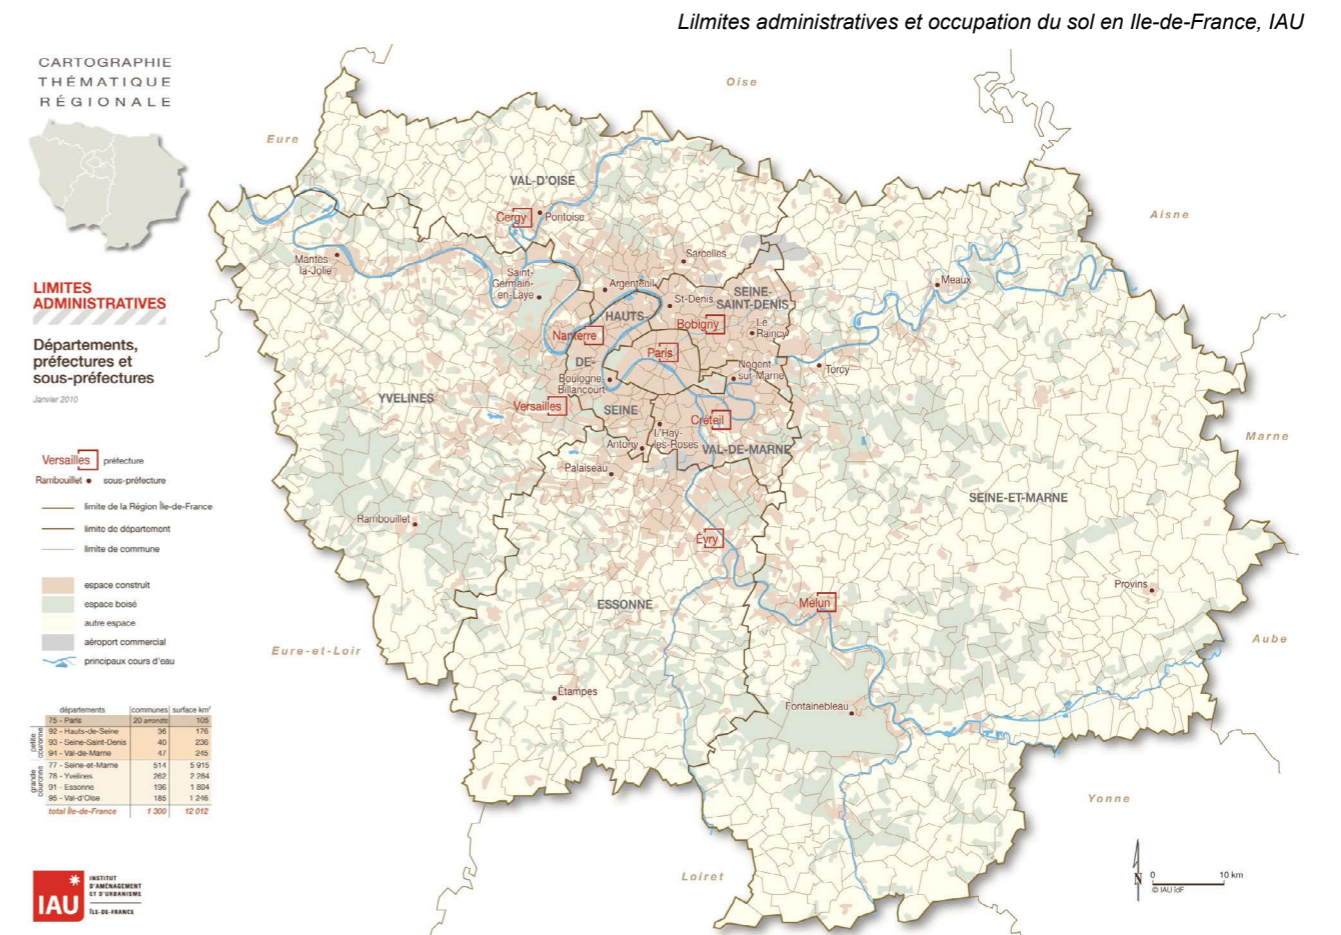 Lilmites administratives et occupation du sol en Ile-de-France, IAU
CARTOGRAPHIE
THÉMATIQUE
RÉGIONALE
LIMITES
ADMINISTRATIVES
Départements,
préfectures et
sous-préfectures
Janvier 2010
Versailles préfecture
Rambouillet sous-préfecture
limite de la Région Île-de-France
limite de département
limite de commune
espace construit
espace boisé
autre espace
aéroport commercial
principaux cours d'eau
départements communes surface km²
75 - Paris 20 arrondts 105
petite couronne
92 - Hauts-de-Seine 36 176
93 - Seine-Saint-Denis 40 236
94 - Val-de-Marne 47 245
grande couronne
77 - Seine-et-Marne 514 5 915
78 - Yvelines 262 2 284
91 - Essonne 196 1 804
95 - Val-d'Oise 185 1 246
total Île-de-France 1 300 12 012
IAU
INSTITUT
D'AMÉNAGEMENT
ET D'URBANISME
ÎLE-DE-FRANCE
Oise
Eure
Aisne
Marne
Aube
Yonne
Loiret
Eure-et-Loir
VAL-D'OISE
Cergy
Pontoise
Mantes
la-Jolie
Saint-
Germain-
en-Laye
Sarcelles
Argenteuil
St-Denis
SEINE-
SAINT-DENIS
HAUTS-
Bobigny
Le
Raincy
Meaux
Nanterre
Paris
DE-
Nogent-
sur-Marne
Torcy
Boulogne-
Billancourt
YVELINES
Versailles
SEINE
Créteil
L'Hay-
les-Roses
Antony
VAL-DE-MARNE
Palaiseau
SEINE-ET-MARNE
Rambouillet
Évry
Provins
ESSONNE
Melun
Étampes
Fontainebleau
N
0 10 km
© IAU îdF